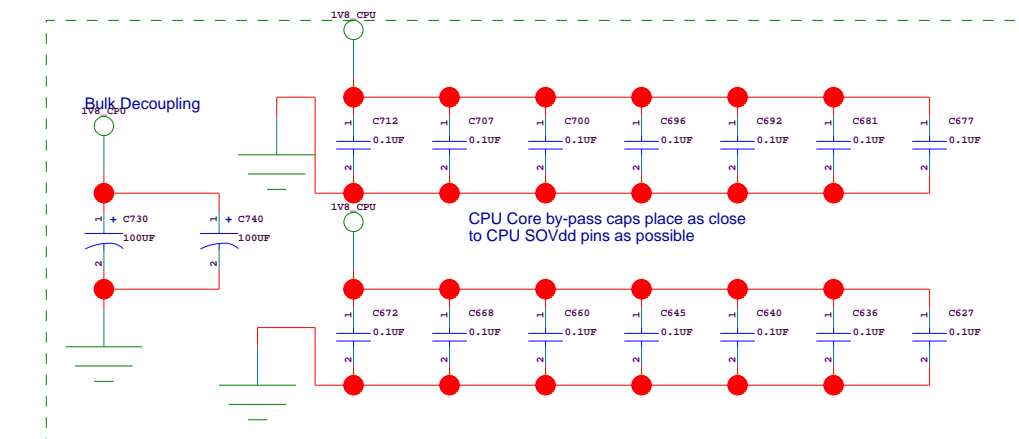 1V8_CPU
Bulk Decoupling
1V8_CPU
1 C712 1 C707 1 C700 1 C696 1 C692 1 C681 1 C677
0.1UF 0.1UF 0.1UF 0.1UF 0.1UF 0.1UF 0.1UF
2 2 2 2 2 2 2
1V8_CPU
1 + C730 1 + C740
100UF 100UF
2 2
CPU Core by-pass caps place as close
to CPU SOVdd pins as possible
1 C672 1 C668 1 C660 1 C645 1 C640 1 C636 1 C627
0.1UF 0.1UF 0.1UF 0.1UF 0.1UF 0.1UF 0.1UF
2 2 2 2 2 2 2